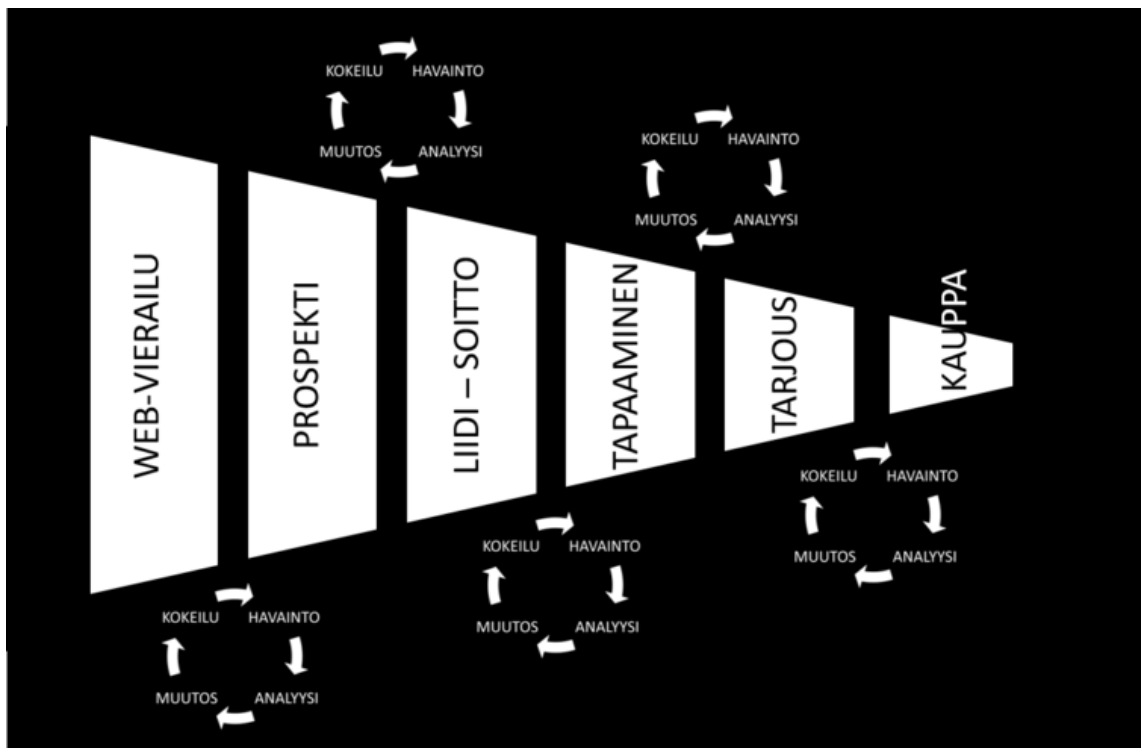 KOKEILU HAVAINTO
MUUTOS ANALYYSI
KOKEILU HAVAINTO
MUUTOS ANALYYSI
WEB-VIERAILU
PROSPEKTI
LIIDI – SOITTO
TAPAAMINEN
TARJOUS
KAUPPA
KOKEILU HAVAINTO
MUUTOS ANALYYSI
KOKEILU HAVAINTO
MUUTOS ANALYYSI
KOKEILU HAVAINTO
MUUTOS ANALYYSI